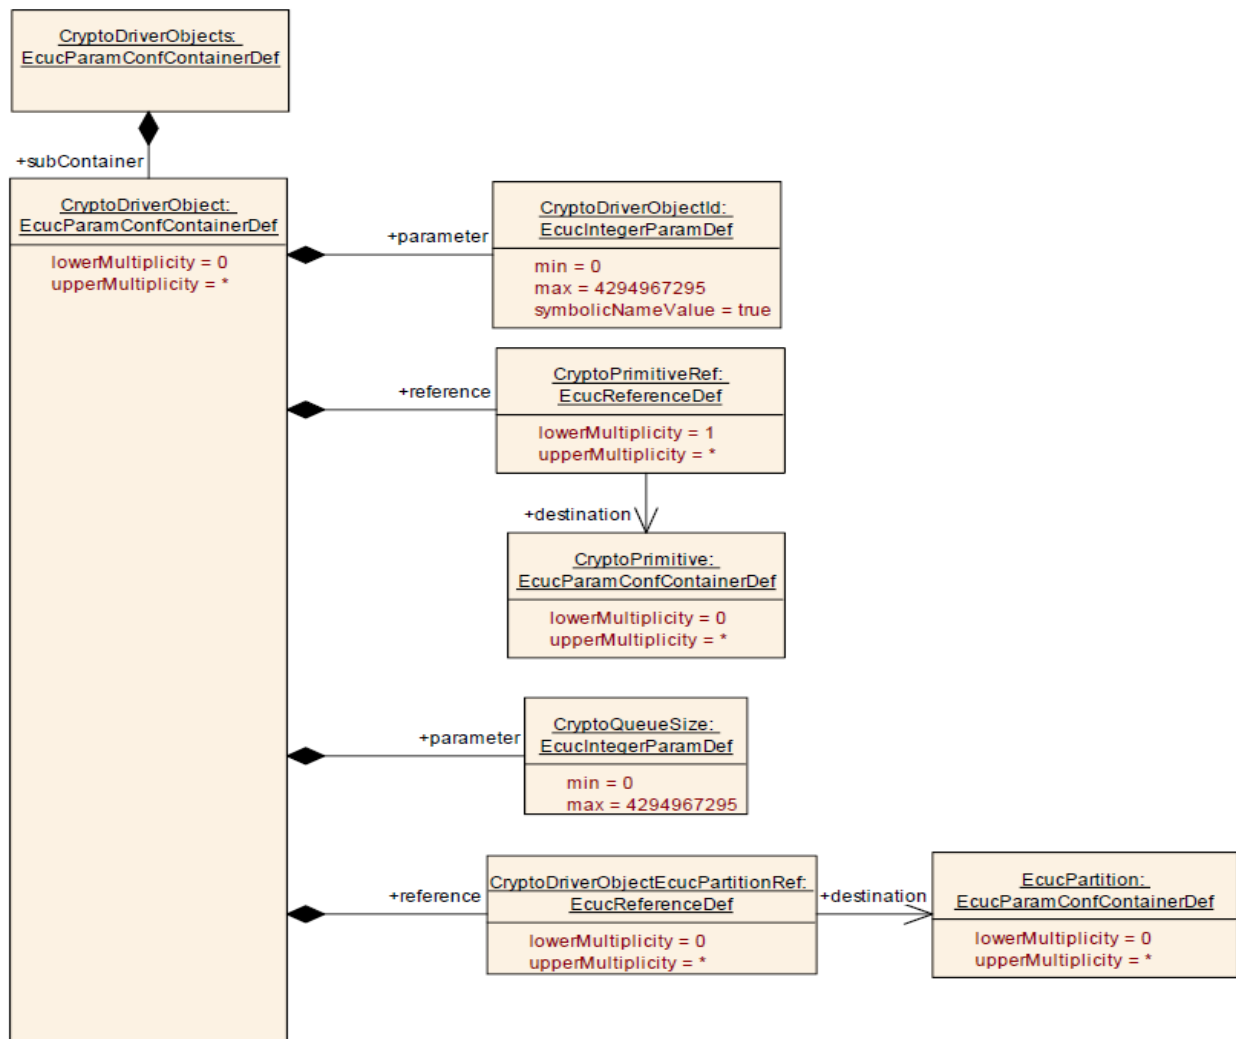 CryptoDriverObjects:
EcucParamConfContainerDef
+subContainer
CryptoDriverObject:
EcucParamConfContainerDef
lowerMultiplicity = 0
upperMultiplicity = *
+parameter
CryptoDriverObjectId:
EcucIntegerParamDef
min = 0
max = 4294967295
symbolicNameValue = true
+reference
CryptoPrimitiveRef:
EcucReferenceDef
lowerMultiplicity = 1
upperMultiplicity = *
+destination
CryptoPrimitive:
EcucParamConfContainerDef
lowerMultiplicity = 0
upperMultiplicity = *
+parameter
CryptoQueueSize:
EcucIntegerParamDef
min = 0
max = 4294967295
+reference
CryptoDriverObjectEcucPartitionRef:
EcucReferenceDef
lowerMultiplicity = 0
upperMultiplicity = *
+destination
EcucPartition:
EcucParamConfContainerDef
lowerMultiplicity = 0
upperMultiplicity = *